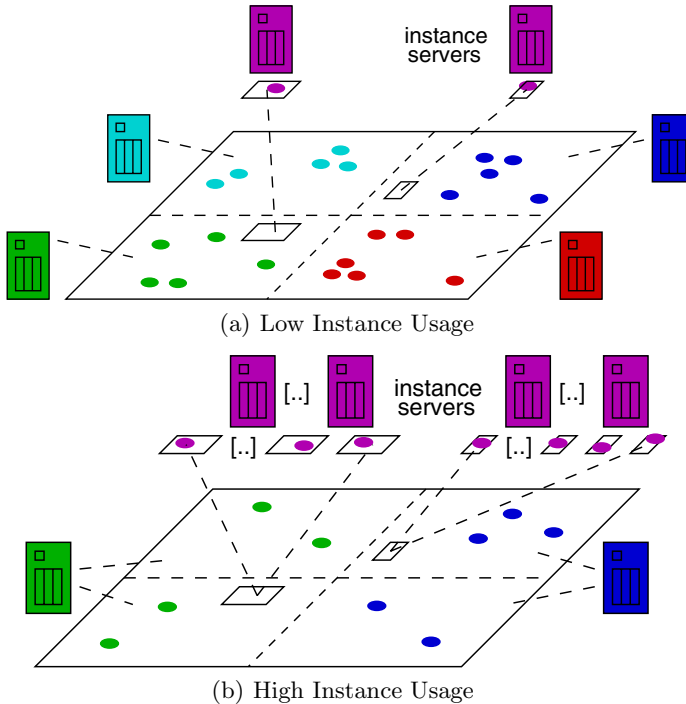 instance
servers
(a) Low Instance Usage
[..]
instance
servers
[..]
[..]
[..]
(b) High Instance Usage